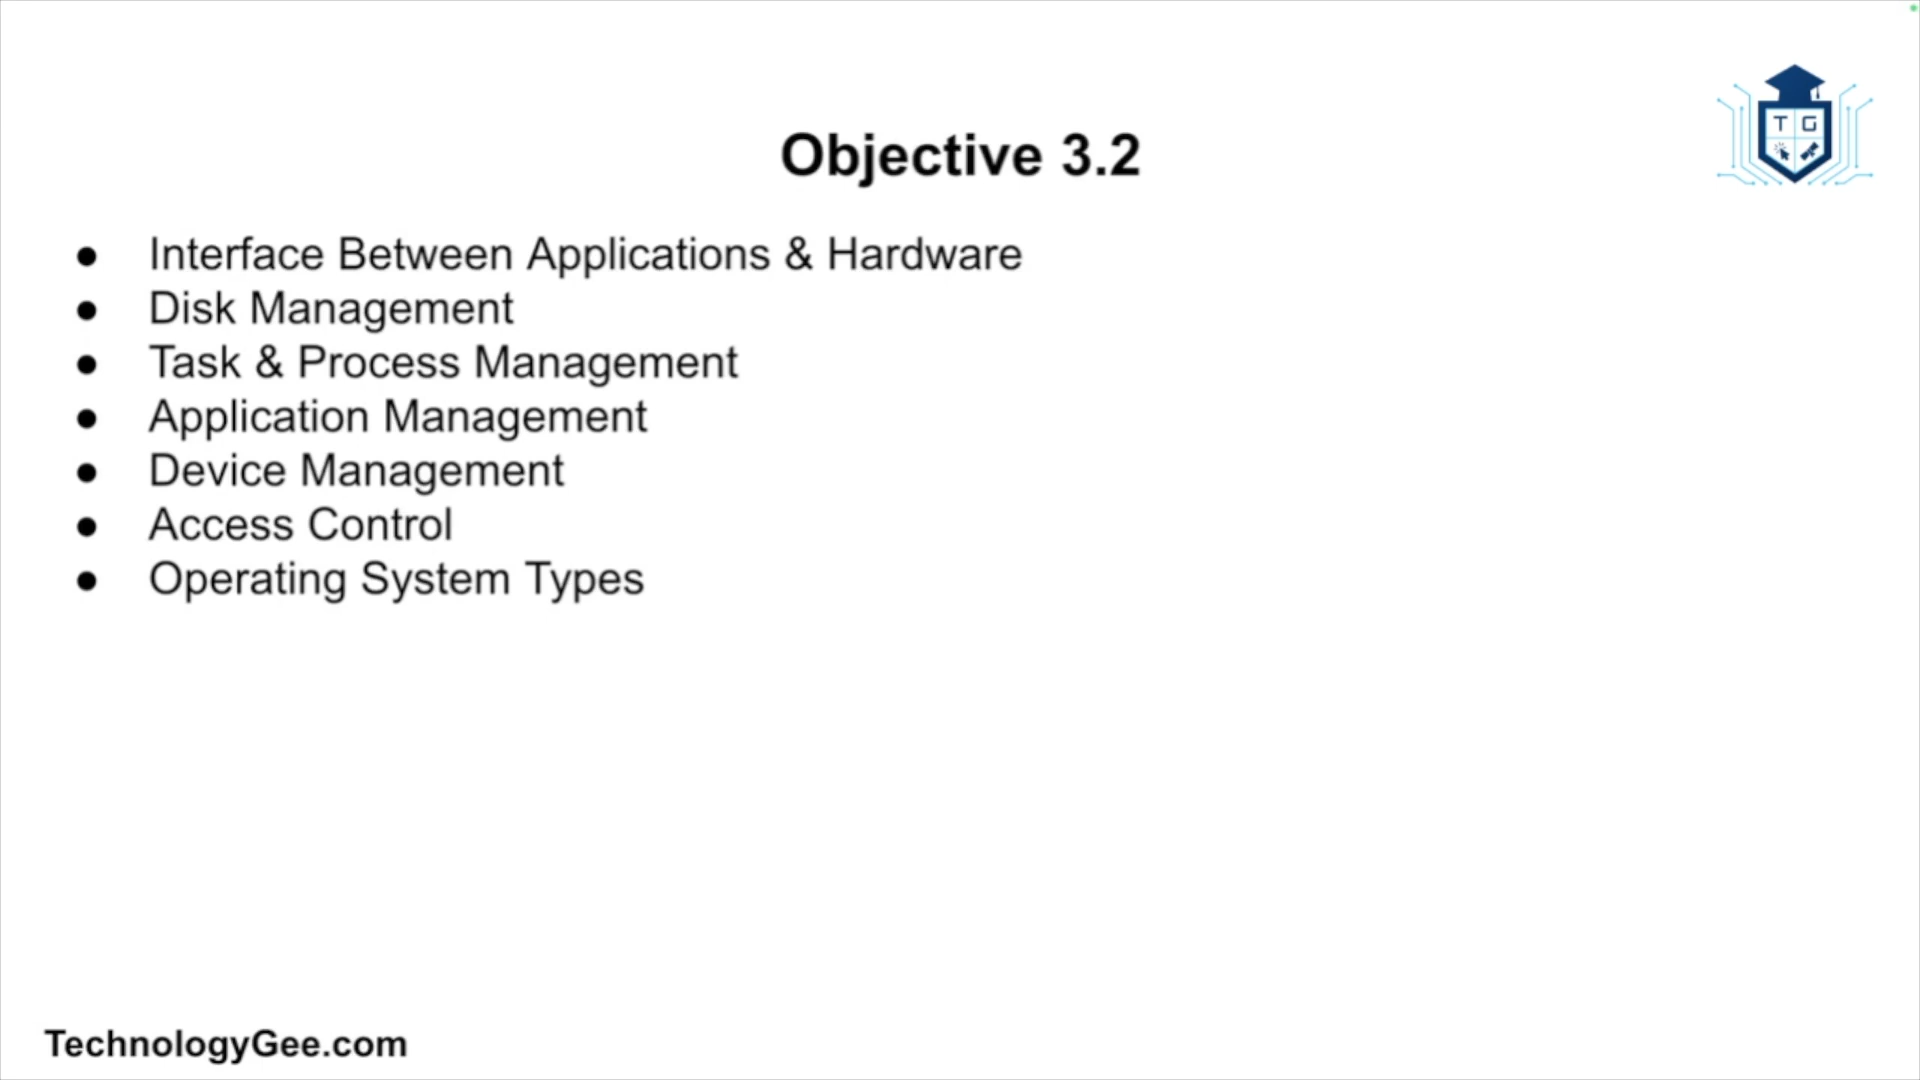 T G
Objective 3.2
● Interface Between Applications & Hardware
● Disk Management
● Task & Process Management
● Application Management
● Device Management
● Access Control
● Operating System Types
TechnologyGee.com